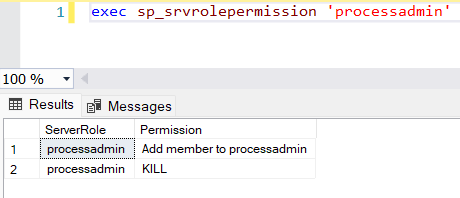 1 exec sp_srvrolepermission 'processadmin'
100 %
Results Messages
ServerRole Permission
1 processadmin Add member to processadmin
2 processadmin KILL